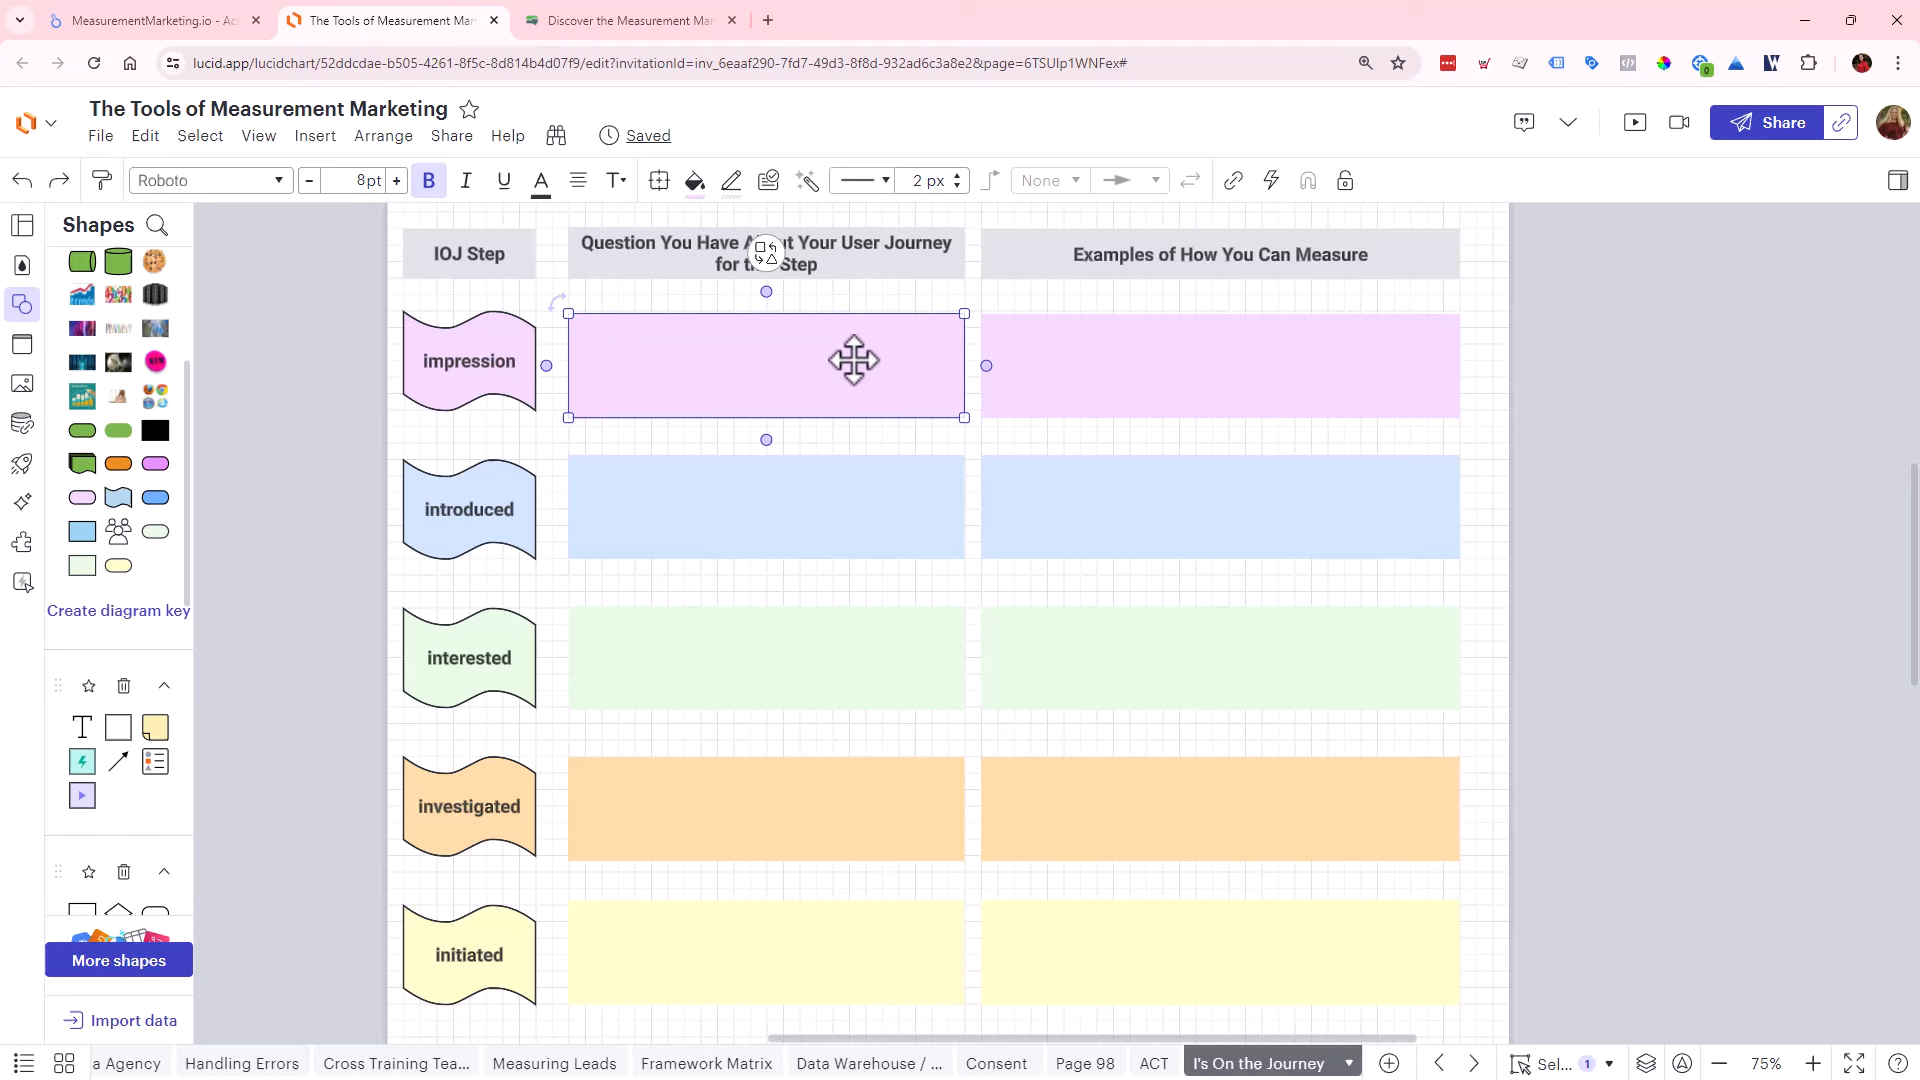 MeasurementMarketing.io - Ac
The Tools of Measurement Mar
Discover the Measurement Mar
lucid.app/lucidchart/52ddcdae-b505-4261-8f5c-8d814b4d07f9/edit?invitationId=inv_6eaaf290-7fd7-49d3-8f8d-932ad6c3a8e2&page=6TSUlp1WNFex#
The Tools of Measurement Marketing
File Edit Select View Insert Arrange Share Help Saved
Share
Roboto
8pt
B I U A T
2 px
None
Shapes
NEW
Create diagram key
T
More shapes
Import data
IOJ Step
Question You Have About Your User Journey
for the Step
Examples of How You Can Measure
impression
introduced
interested
investigated
initiated
a Agency
Handling Errors
Cross Training Tea...
Measuring Leads
Framework Matrix
Data Warehouse / ...
Consent
Page 98
ACT
I's On the Journey
Sel... 1
75%